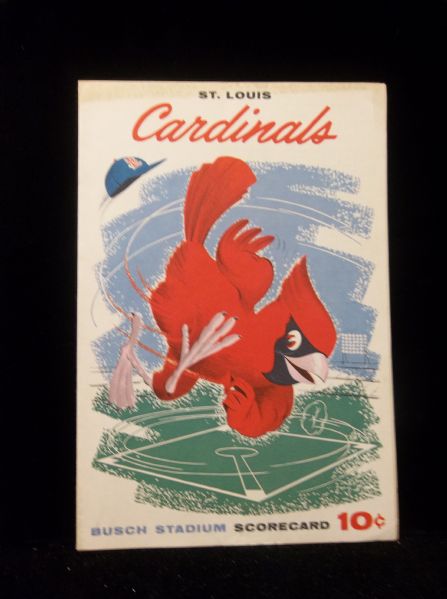 ST. LOUIS
Cardinals
BUSCH STADIUM SCORECARD 10¢